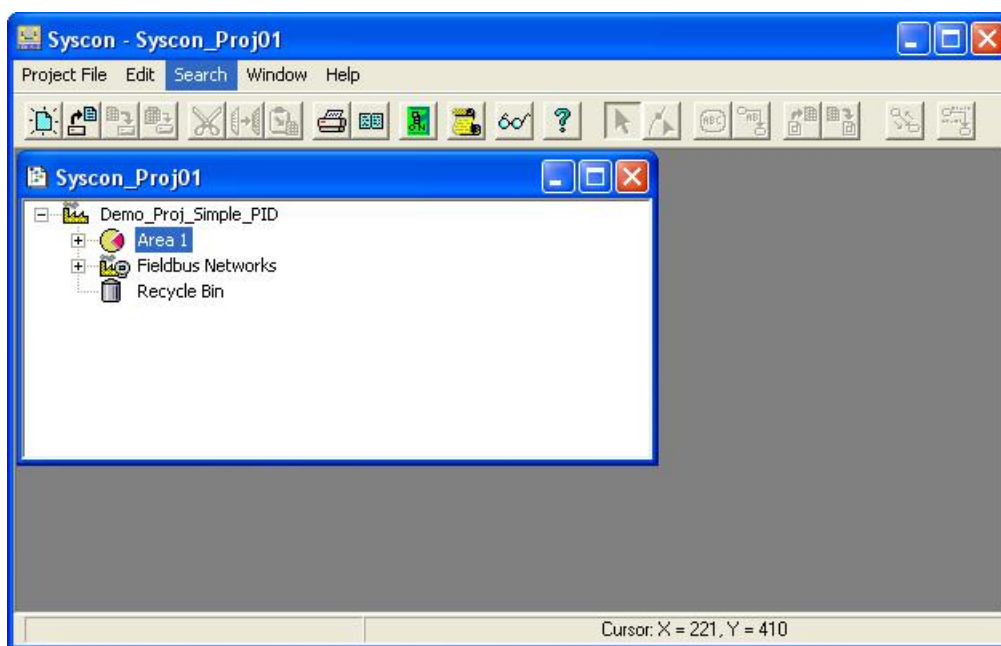 Syscon - Syscon_Proj01
Project File Edit Search Window Help
ABC
Syscon_Proj01
Demo_Proj_Simple_PID
Area 1
Fieldbus Networks
Recycle Bin
Cursor: X = 221, Y = 410